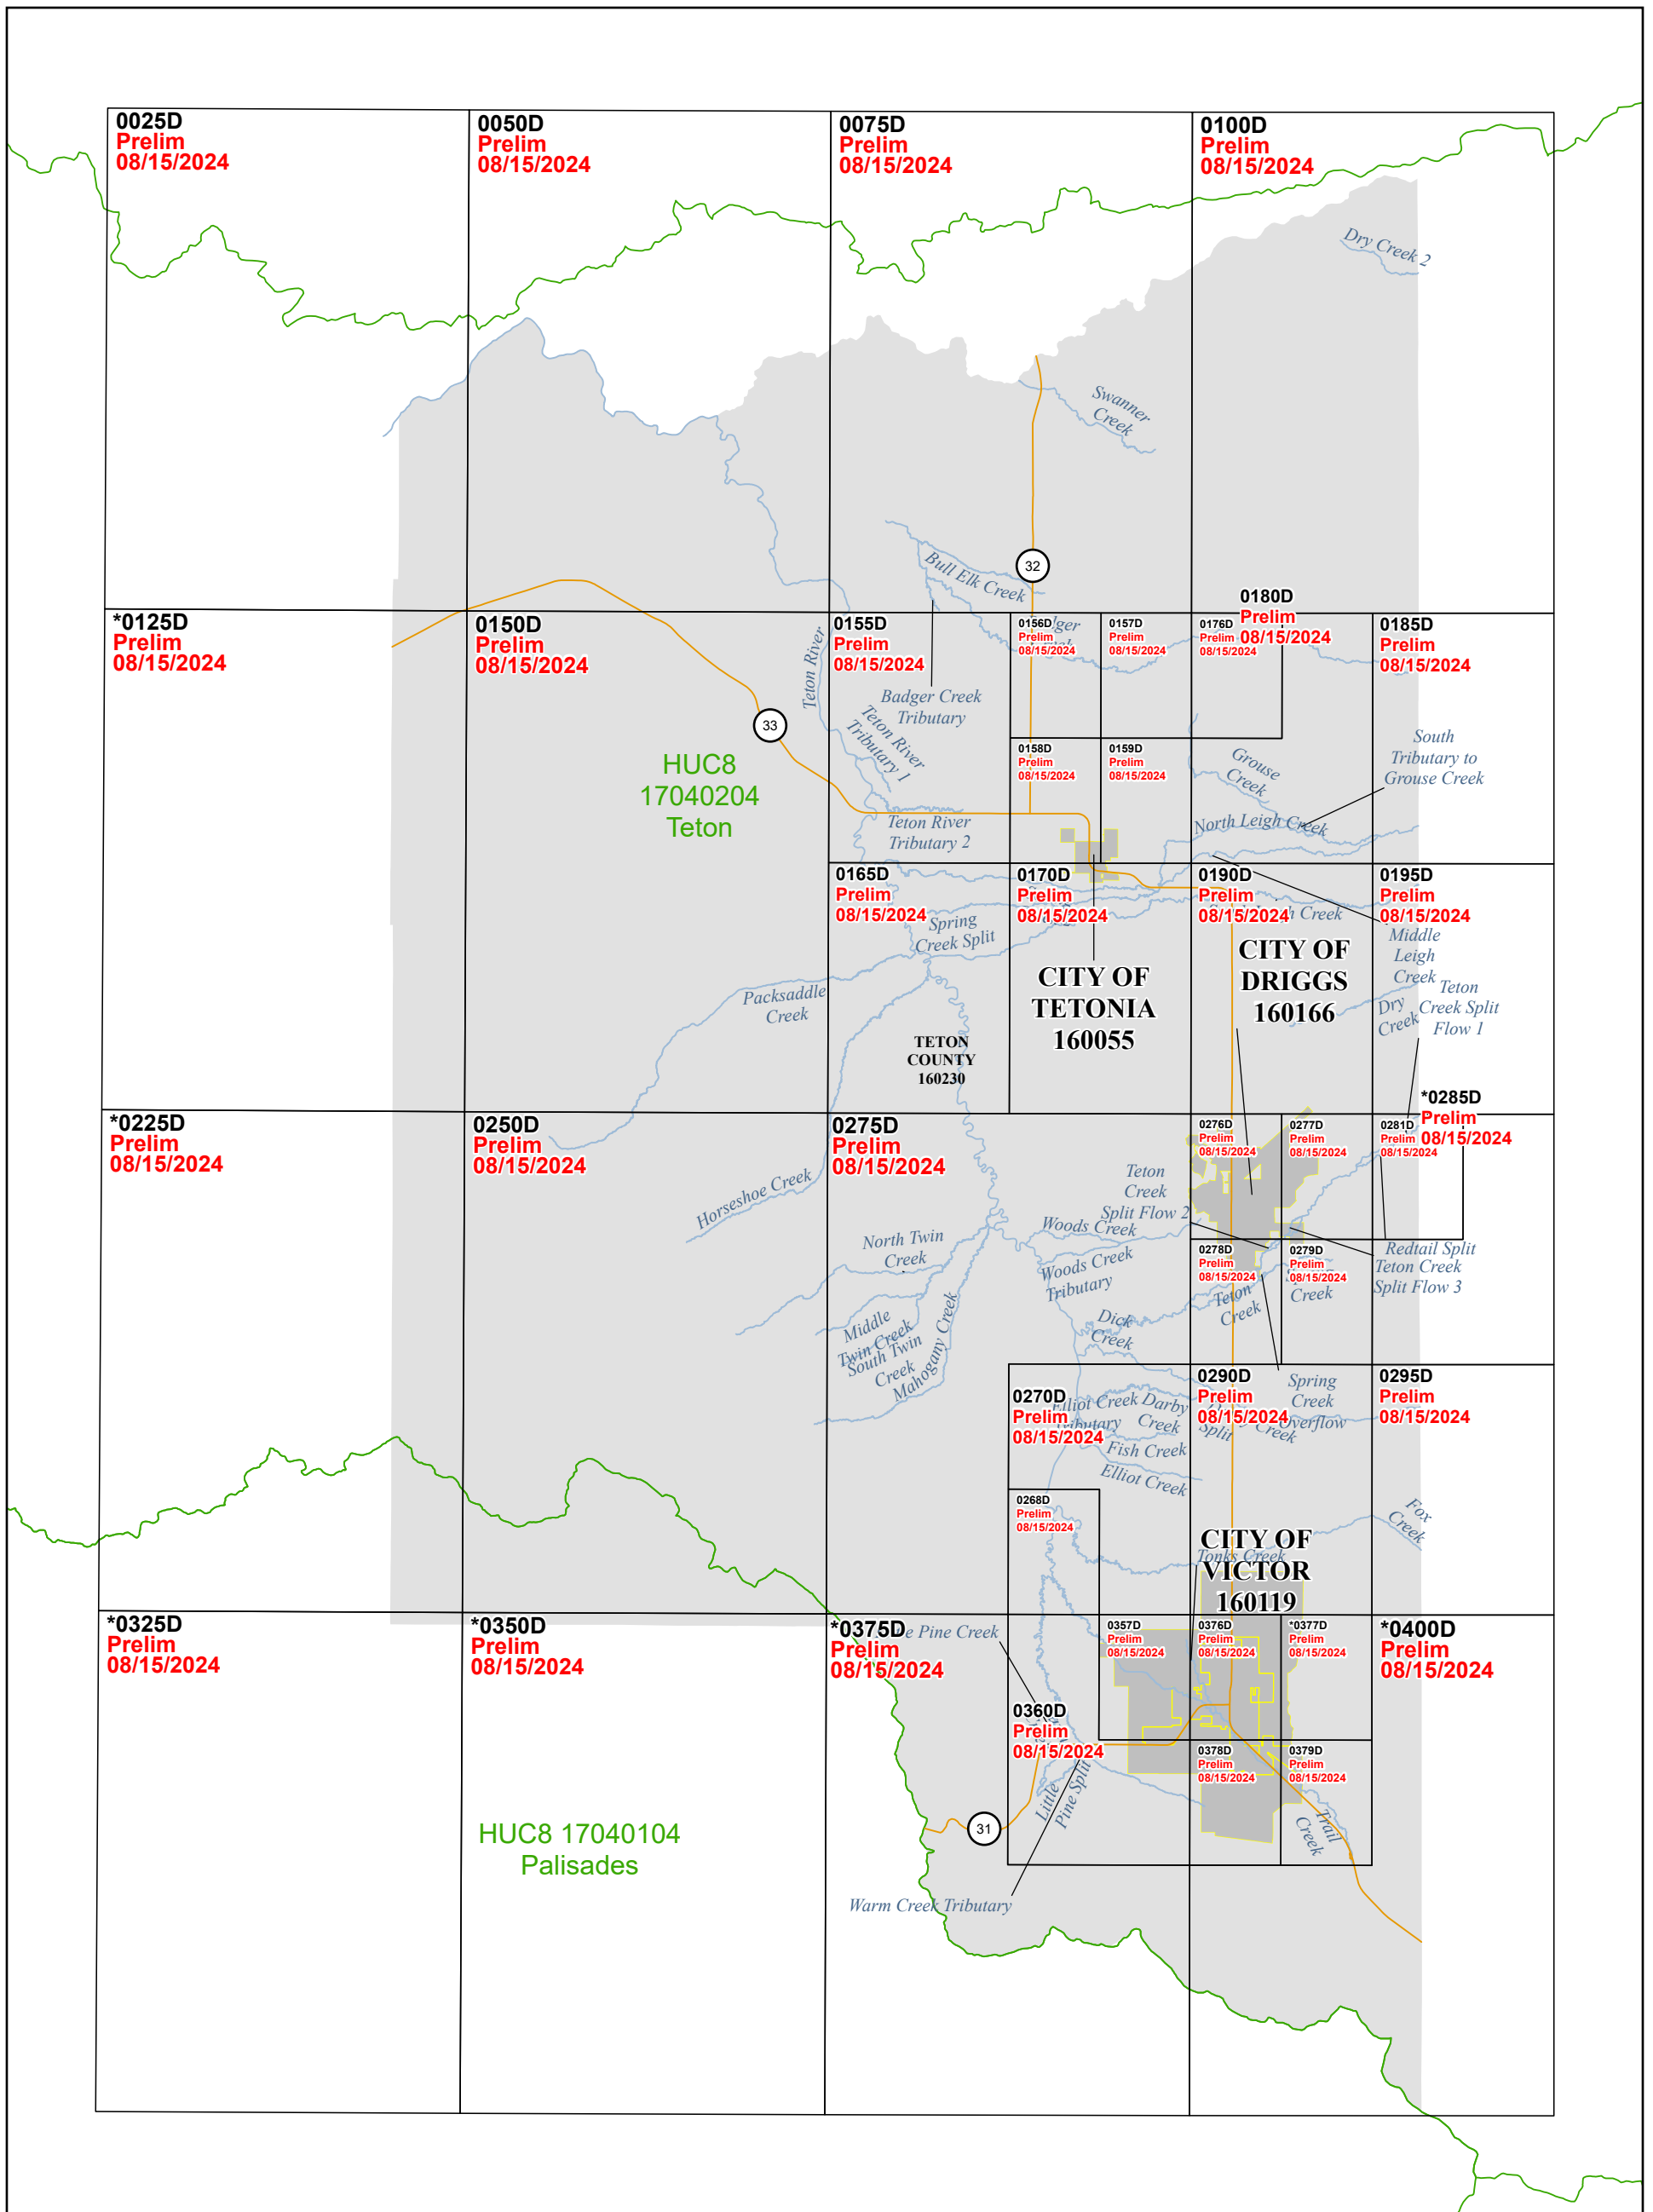 0025D
Prelim
08/15/2024
0050D
Prelim
08/15/2024
0075D
Prelim
08/15/2024
0100D
Prelim
08/15/2024
Dry Creek 2
Swanner
Creek
Bull Elk Creek
32
*0125D
Prelim
08/15/2024
0150D
Prelim
08/15/2024
0155D
Prelim
08/15/2024
0156D
Prelim
08/15/2024
0157D
Prelim
08/15/2024
0176D
Prelim
08/15/2024
0180D
Prelim
08/15/2024
0185D
Prelim
08/15/2024
Teton River
Badger Creek
Tributary
Teton River
Tributary 1
33
HUC8
17040204
Teton
0158D
Prelim
08/15/2024
0159D
Prelim
08/15/2024
Grouse
Creek
South
Tributary to
Grouse Creek
North Leigh Creek
Teton River
Tributary 2
0165D
Prelim
08/15/2024
0170D
Prelim
08/15/2024
0190D
Prelim
08/15/2024
0195D
Prelim
08/15/2024
Creek
Spring
Creek Split
CITY OF
TETONIA
160055
CITY OF
DRIGGS
160166
Middle
Leigh
Creek
Dry
Creek
Teton
Creek Split
Flow 1
Packsaddle
Creek
TETON
COUNTY
160230
*0225D
Prelim
08/15/2024
0250D
Prelim
08/15/2024
0275D
Prelim
08/15/2024
0276D
Prelim
08/15/2024
0277D
Prelim
08/15/2024
0281D
Prelim
08/15/2024
*0285D
Prelim
08/15/2024
Horseshoe Creek
Teton
Creek
Split Flow 2
Woods Creek
North Twin
Creek
Woods Creek
Tributary
0278D
Prelim
08/15/2024
0279D
Prelim
08/15/2024
Creek
Redtail Split
Teton Creek
Split Flow 3
Teton
Creek
Dick
Creek
Middle
Twin Creek
South Twin
Creek
Mahogany Creek
0270D
Prelim
08/15/2024
0290D
Prelim
08/15/2024
0295D
Prelim
08/15/2024
Elliot Creek
Tributary
Darby
Creek
Split
Creek
Spring
Creek
Overflow
Fish Creek
Elliot Creek
0268D
Prelim
08/15/2024
Fox
Creek
CITY OF
VICTOR
160119
Tonks Creek
*0325D
Prelim
08/15/2024
*0350D
Prelim
08/15/2024
*0375D
Prelim
08/15/2024
Pine Creek
0357D
Prelim
08/15/2024
0376D
Prelim
08/15/2024
*0377D
Prelim
08/15/2024
*0400D
Prelim
08/15/2024
0360D
Prelim
08/15/2024
0378D
Prelim
08/15/2024
0379D
Prelim
08/15/2024
Little
Pine Split
31
Trail
Creek
HUC8 17040104
Palisades
Warm Creek Tributary